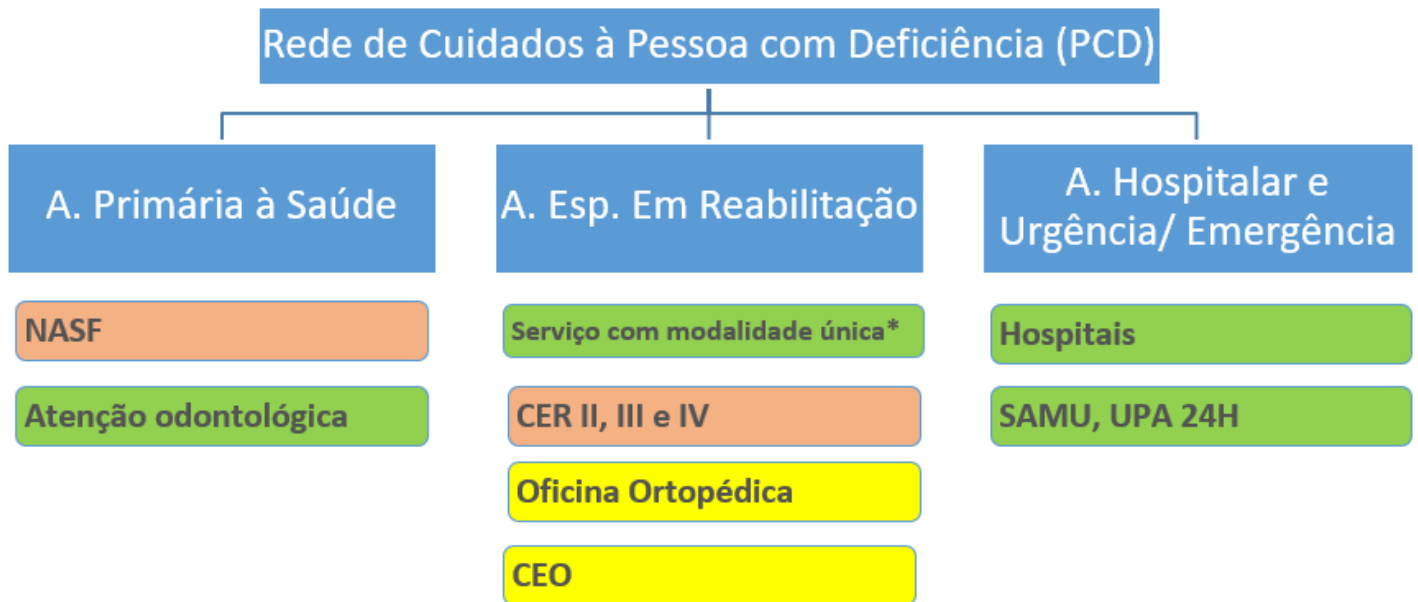 Rede de Cuidados à Pessoa com Deficiência (PCD)
A. Primária à Saúde
NASF
Atenção odontológica
A. Esp. Em Reabilitação
Serviço com modalidade única*
CER II, III e IV
Oficina Ortopédica
CEO
A. Hospitalar e
Urgência/ Emergência
Hospitais
SAMU, UPA 24H